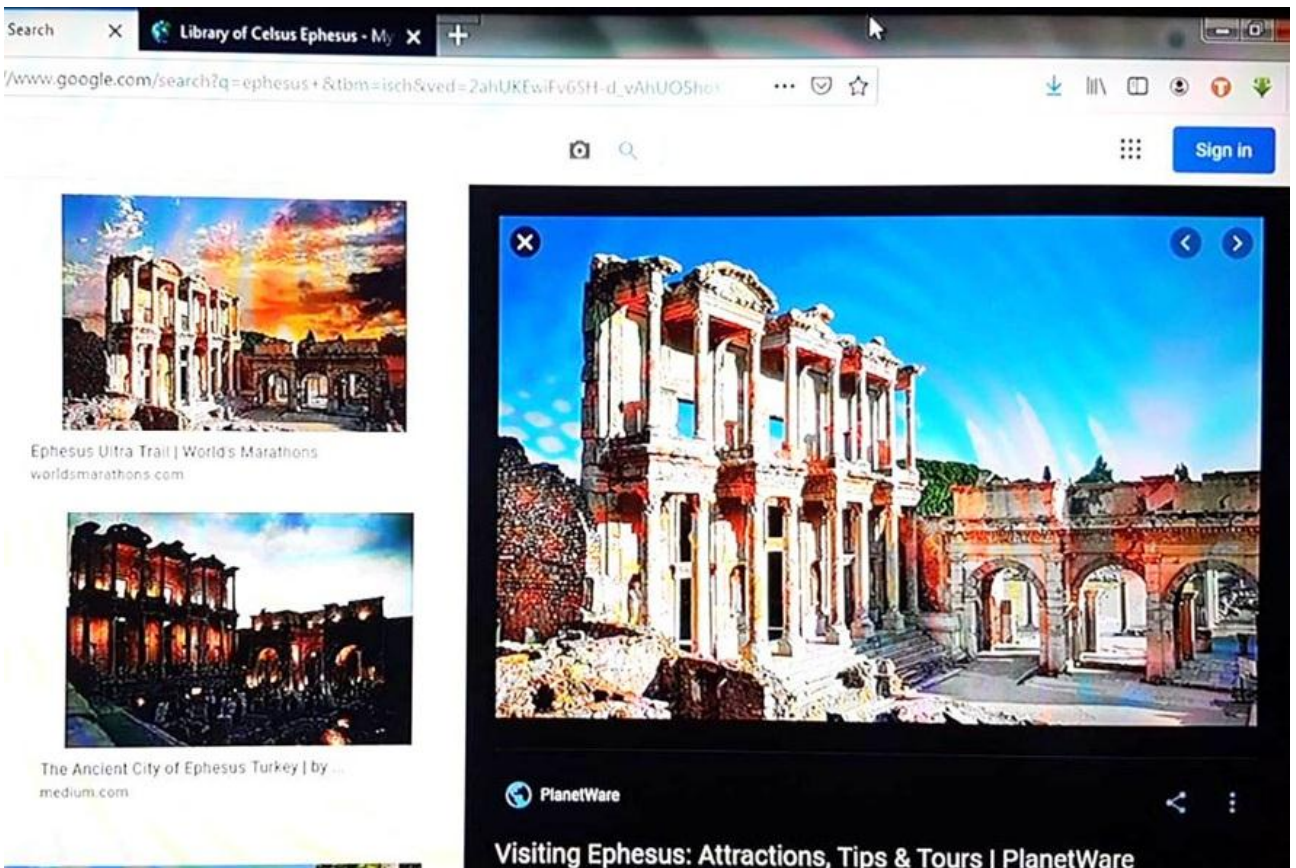 Search
Library of Celsus Ephesus - My
//www.google.com/search?q=ephesus+&tbm=isch&ved=
Sign in
Ephesus Ultra Trail | World's Marathons
worldsmarathons.com
The Ancient City of Ephesus Turkey | by ...
medium.com
PlanetWare
Visiting Ephesus: Attractions, Tips & Tours | PlanetWare